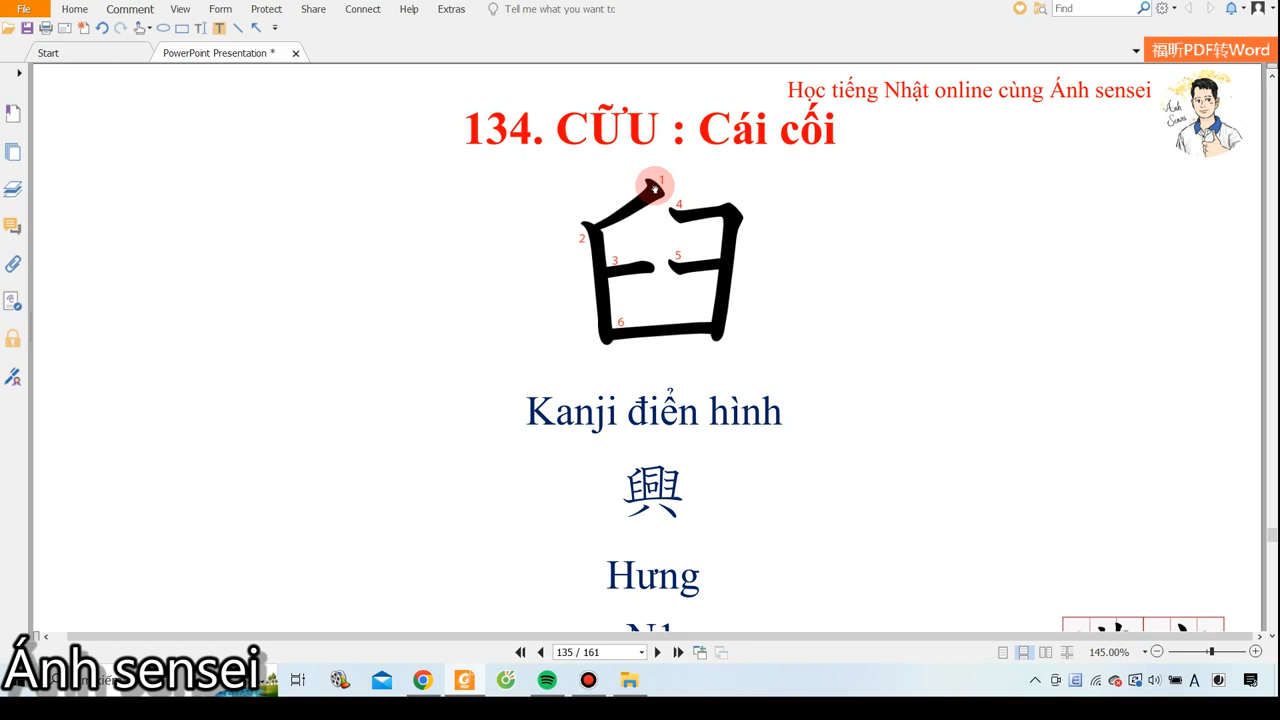 File Home Comment View Form Protect Share Connect Help Extras Tell me what you want to Find
Start PowerPoint Presentation * 福昕PDF转Word
Học tiếng Nhật online cùng Ánh sensei
Ánh Sensei
134. CỮU : Cái cối
臼
1
2
3
4
5
6
Kanji điển hình
興
Hưng
135 / 161
145.00%
Ánh sensei